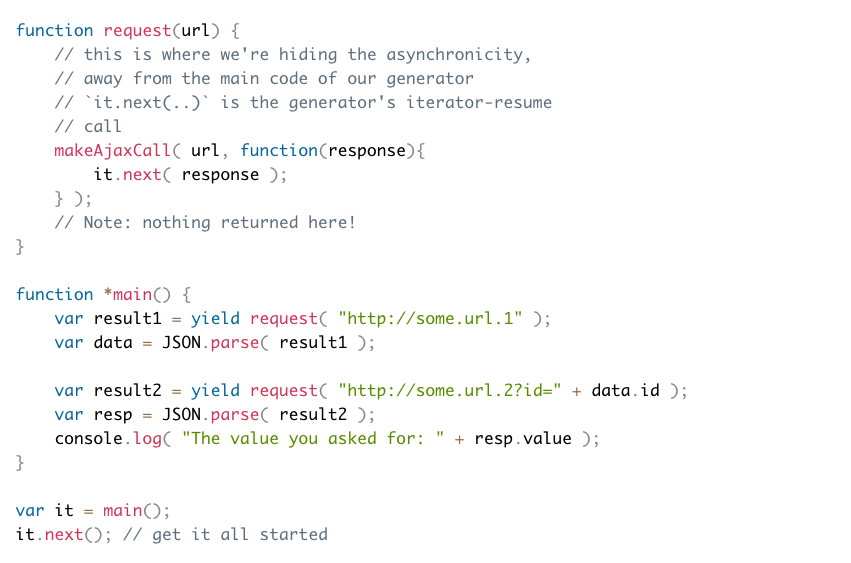 function request(url) {
    // this is where we're hiding the asynchronicity,
    // away from the main code of our generator
    // `it.next(..)` is the generator's iterator-resume
    // call
    makeAjaxCall( url, function(response){
        it.next( response );
    } );
    // Note: nothing returned here!
}

function *main() {
    var result1 = yield request( "http://some.url.1" );
    var data = JSON.parse( result1 );

    var result2 = yield request( "http://some.url.2?id=" + data.id );
    var resp = JSON.parse( result2 );
    console.log( "The value you asked for: " + resp.value );
}

var it = main();
it.next(); // get it all started